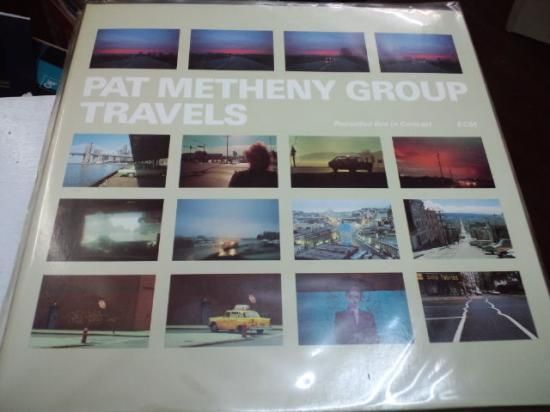 PAT METHENY GROUP
TRAVELS
Recorded live in Concert ECM